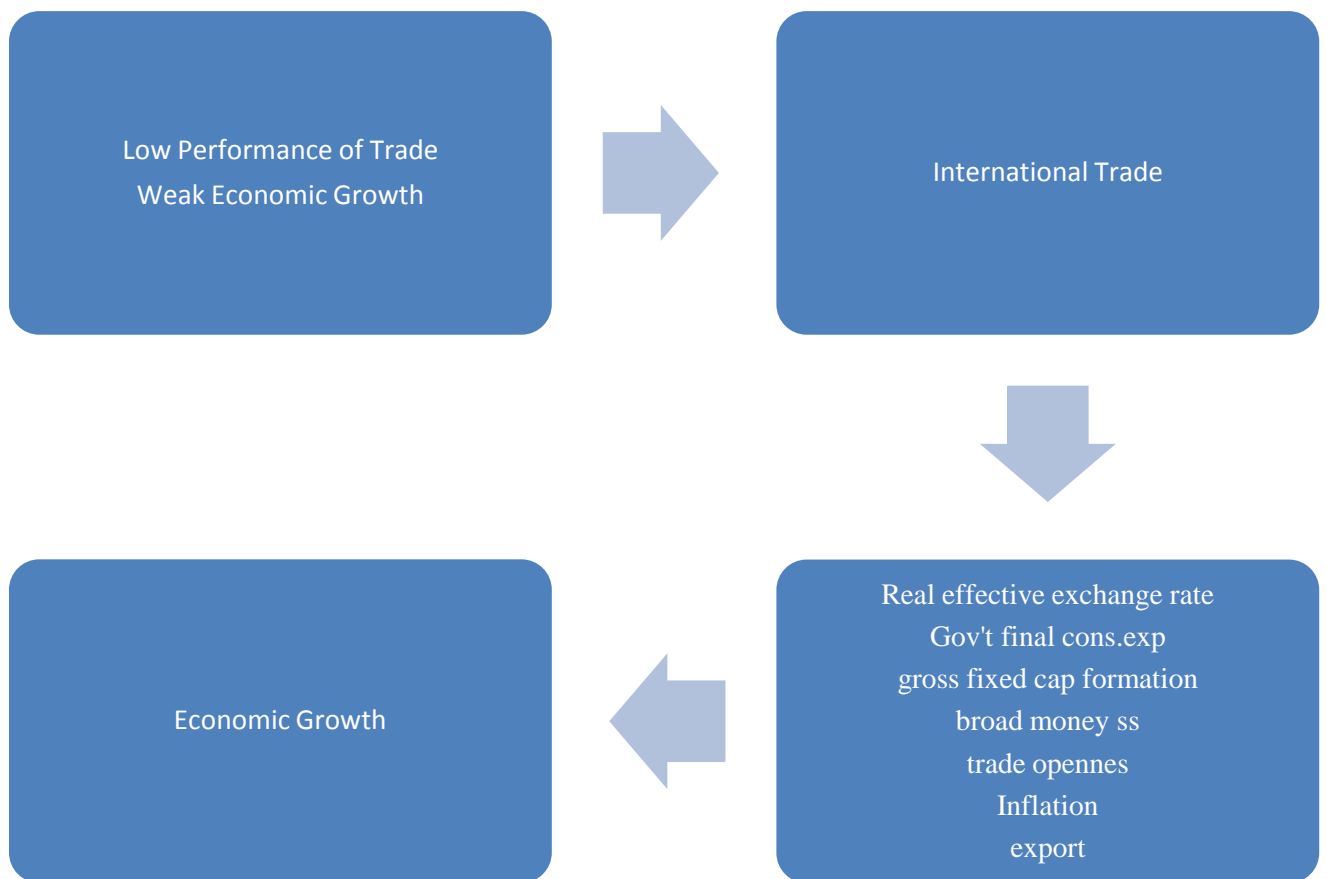 Low Performance of Trade
Weak Economic Growth
International Trade
Real effective exchange rate
Gov't final cons.exp
gross fixed cap formation
broad money ss
trade opennes
Inflation
export
Economic Growth